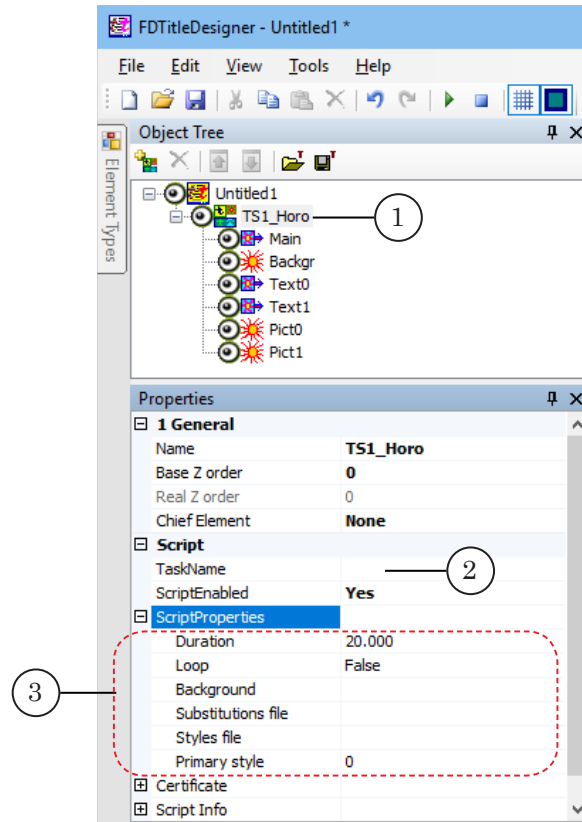 FDTitleDesigner - Untitled1 *
File Edit View Tools Help
Element Types
Object Tree
Untitled1
TS1_Horo
1
Main
Backgr
Text0
Text1
Pict0
Pict1
Properties
1 General
Name TS1_Horo
Base Z order 0
Real Z order 0
Chief Element None
Script
TaskName
2
ScriptEnabled Yes
ScriptProperties
3
Duration 20.000
Loop False
Background
Substitutions file
Styles file
Primary style 0
Certificate
Script Info